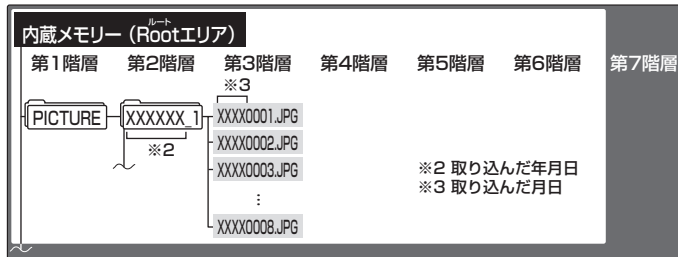 内蔵メモリー（Rootエリア）
ルート
第1階層 第2階層 第3階層 第4階層 第5階層 第6階層 第7階層
※3
PICTURE XXXXXX_1 XXXX0001.JPG
※2
XXXX0002.JPG
XXXX0003.JPG
⋮
XXXX0008.JPG
※2 取り込んだ年月日
※3 取り込んだ月日